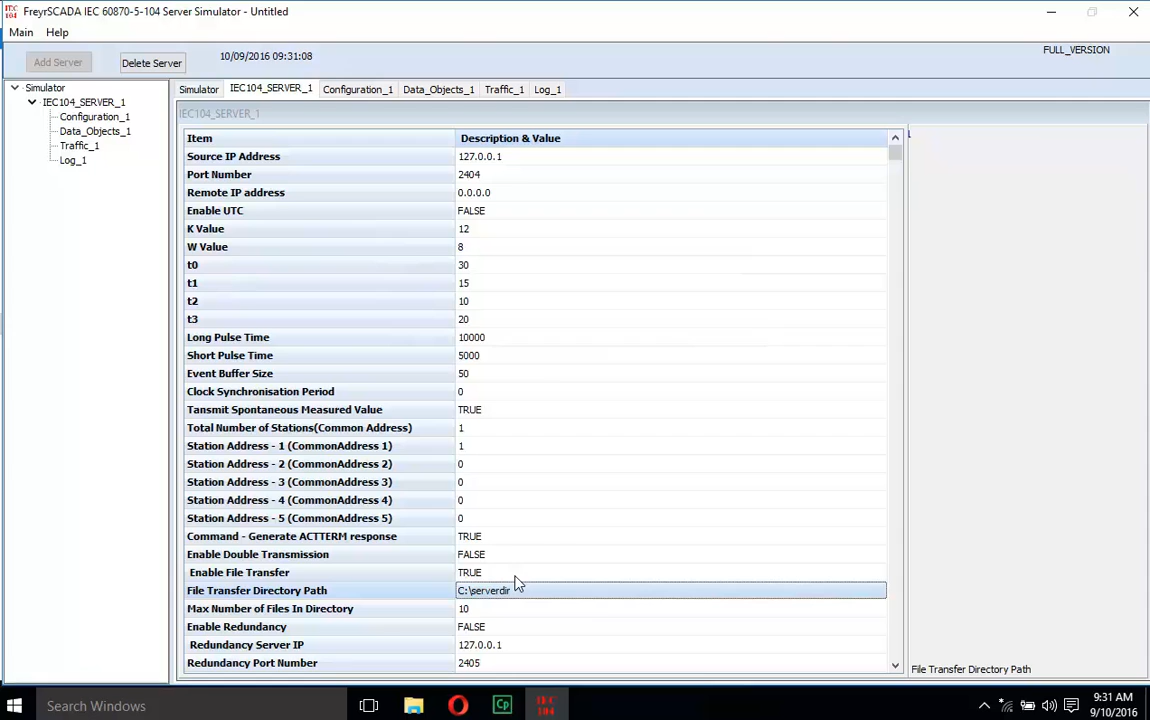 IEC 104 FreyrSCADA IEC 60870-5-104 Server Simulator - Untitled
Main Help
Add Server Delete Server 10/09/2016 09:31:08 FULL_VERSION
Simulator
IEC104_SERVER_1
Configuration_1
Data_Objects_1
Traffic_1
Log_1
Simulator IEC104_SERVER_1 Configuration_1 Data_Objects_1 Traffic_1 Log_1
IEC104_SERVER_1
Item Description & Value
Source IP Address 127.0.0.1
Port Number 2404
Remote IP address 0.0.0.0
Enable UTC FALSE
K Value 12
W Value 8
t0 30
t1 15
t2 10
t3 20
Long Pulse Time 10000
Short Pulse Time 5000
Event Buffer Size 50
Clock Synchronisation Period 0
Tansmit Spontaneous Measured Value TRUE
Total Number of Stations(Common Address) 1
Station Address - 1 (CommonAddress 1) 1
Station Address - 2 (CommonAddress 2) 0
Station Address - 3 (CommonAddress 3) 0
Station Address - 4 (CommonAddress 4) 0
Station Address - 5 (CommonAddress 5) 0
Command - Generate ACTTERM response TRUE
Enable Double Transmission FALSE
Enable File Transfer TRUE
File Transfer Directory Path C:\serverdir
Max Number of Files In Directory 10
Enable Redundancy FALSE
Redundancy Server IP 127.0.0.1
Redundancy Port Number 2405
File Transfer Directory Path
Search Windows
Cp
IEC 104
9:31 AM
9/10/2016